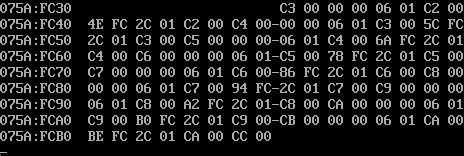 075A:FC30 C3 00 00 00 06 01 C2 00
075A:FC40 4E FC 2C 01 C2 00 C4 00-00 00 06 01 C3 00 5C FC
075A:FC50 2C 01 C3 00 C5 00 00 00-06 01 C4 00 6A FC 2C 01
075A:FC60 C4 00 C6 00 00 00 06 01-C5 00 78 FC 2C 01 C5 00
075A:FC70 C7 00 00 00 06 01 C6 00-86 FC 2C 01 C6 00 C8 00
075A:FC80 00 00 06 01 C7 00 94 FC-2C 01 C7 00 C9 00 00 00
075A:FC90 06 01 C8 00 A2 FC 2C 01-C8 00 CA 00 00 00 06 01
075A:FCA0 C9 00 B0 FC 2C 01 C9 00-CB 00 00 00 06 01 CA 00
075A:FCB0 BE FC 2C 01 CA 00 CC 00